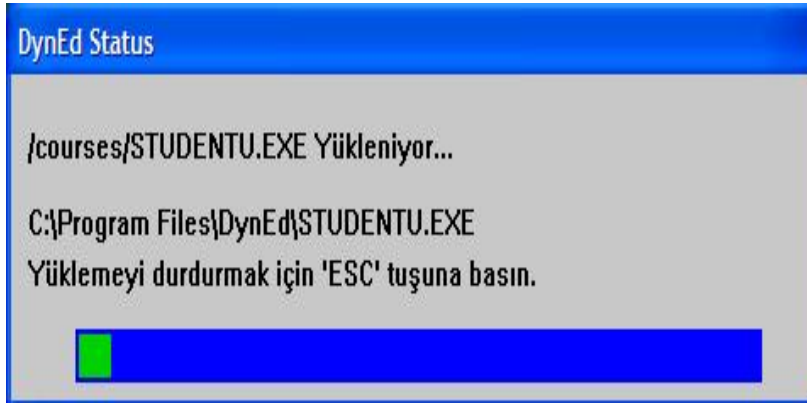 DynEd Status
/courses/STUDENTU.EXE Yükleniyor...
C:\Program Files\DynEd\STUDENTU.EXE
Yüklemeyi durdurmak için 'ESC' tuşuna basın.